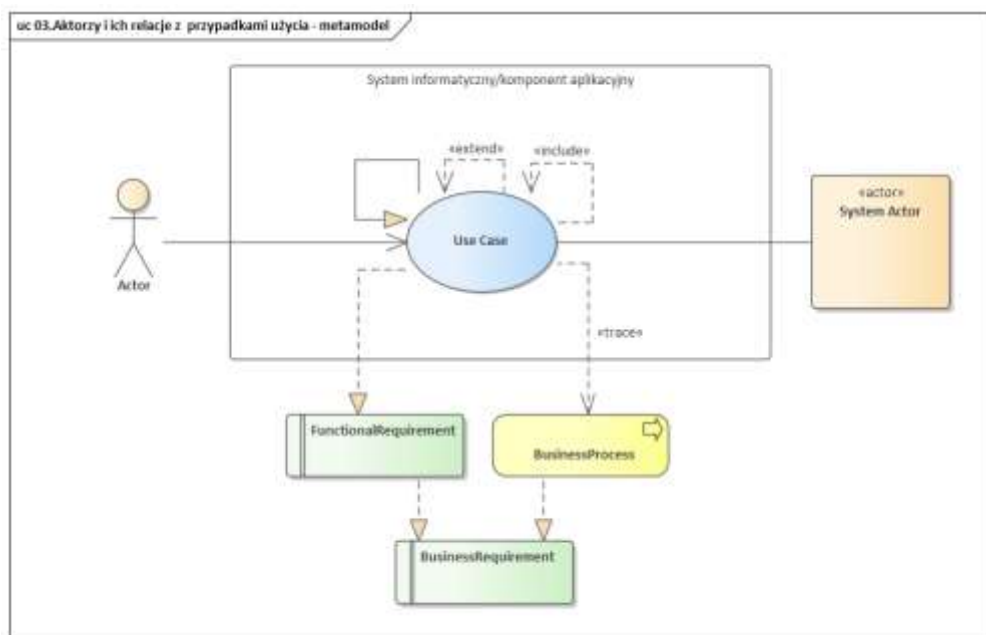 uc 03.Aktorzy i ich relacje z  przypadkami użycia - metamodel
System informatyczny/komponent aplikacyjny
«extend»
«include»
«actor»
System Actor
Use Case
Actor
«trace»
FunctionalRequirement
BusinessProcess
BusinessRequirement